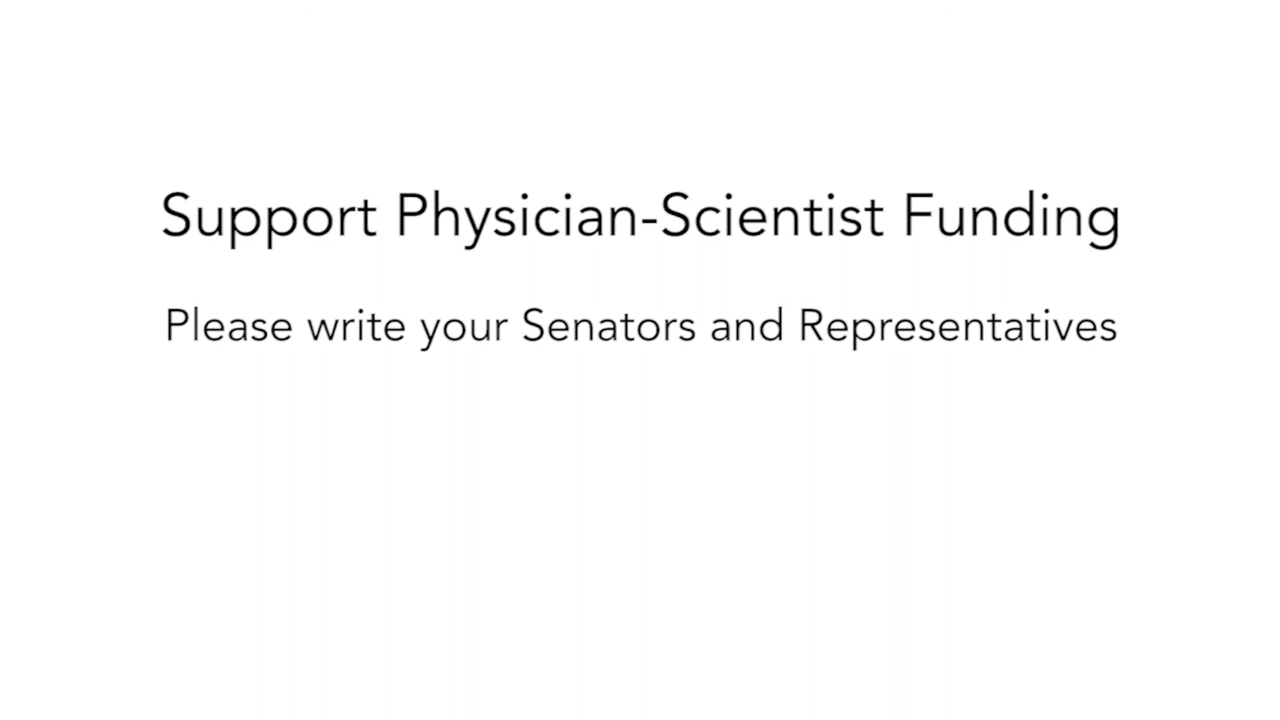 Support Physician-Scientist Funding
Please write your Senators and Representatives